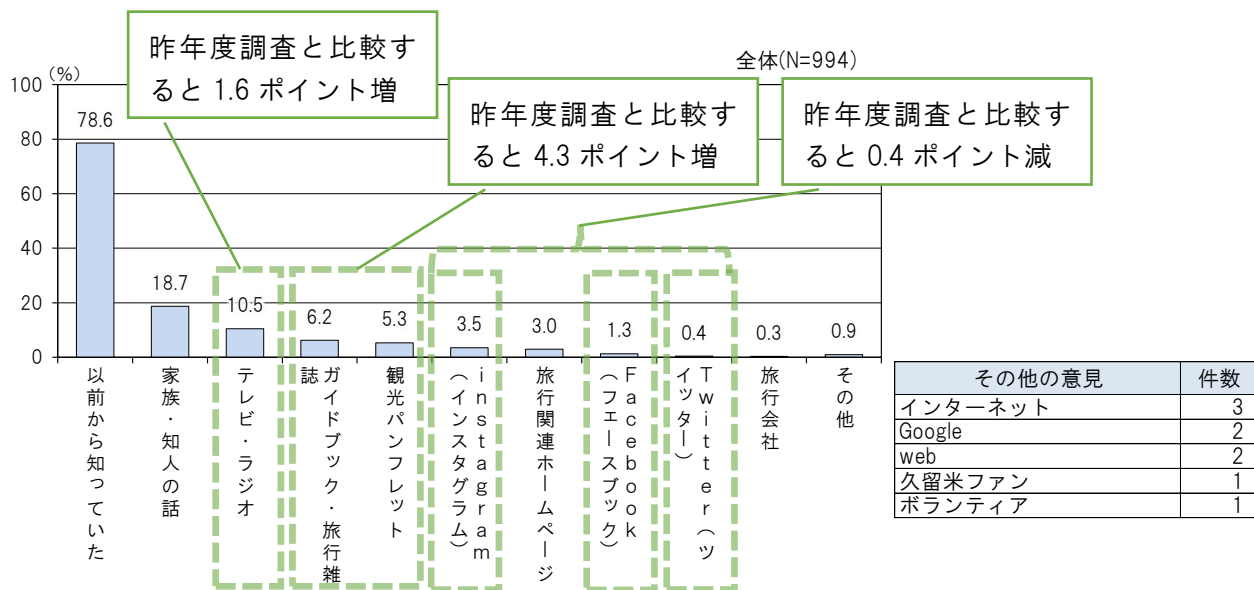 昨年度調査と比較す
ると 1.6 ポイント増
昨年度調査と比較す
ると 4.3 ポイント増
昨年度調査と比較す
ると 0.4 ポイント減
全体(N=994)
(%)
100
80
60
40
20
0
78.6
18.7
10.5
6.2
5.3
3.5
3.0
1.3
0.4
0.3
0.9
以前から知っていた
家族・知人の話
テレビ・ラジオ
ガイドブック・旅行雑
誌
観光パンフレット
instagram
(インスタグラム)
旅行関連ホームページ
Facebook
(フェースブック)
Twitter(ツ
イッター)
旅行会社
その他
その他の意見 件数
インターネット 3
Google 2
web 2
久留米ファン 1
ボランティア 1